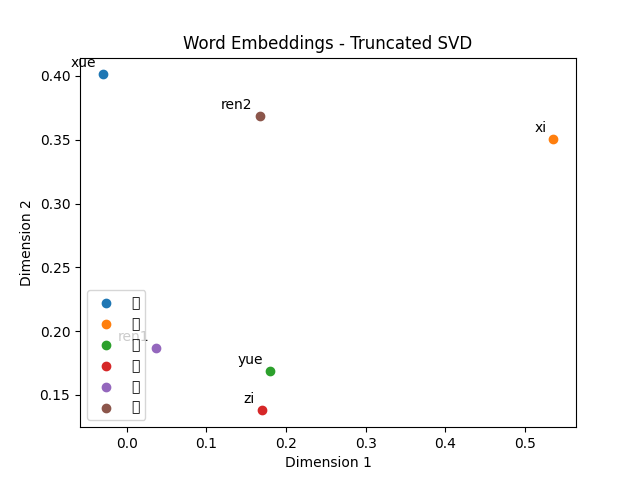 Word Embeddings - Truncated SVD
xue
ren2
xi
ren1
yue
zi
0.40
0.35
0.30
0.25
0.20
0.15
0.0
0.1
0.2
0.3
0.4
0.5
Dimension 1
Dimension 2